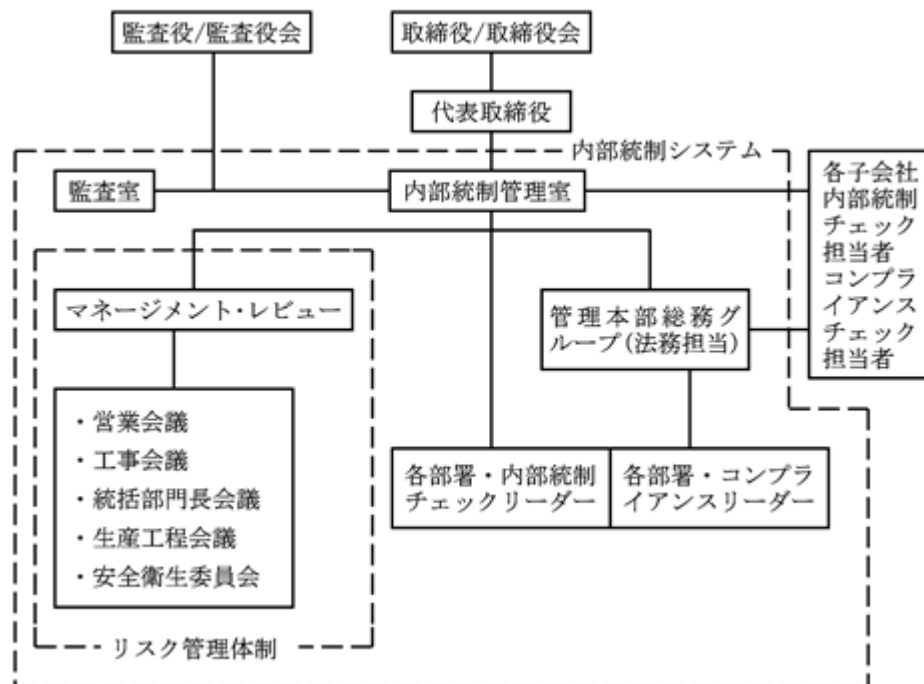 監査役/監査役会
取締役/取締役会
代表取締役
内部統制システム
監査室
内部統制管理室
各子会社
内部統制
チェック
担当者
コンプラ
イアンス
チェック
担当者
マネージメント・レビュー
管理本部総務グ
ループ(法務担当)
・営業会議
・工事会議
・統括部門長会議
・生産工程会議
・安全衛生委員会
各部署・内部統制
チェックリーダー
各部署・コンプラ
イアンスリーダー
リスク管理体制